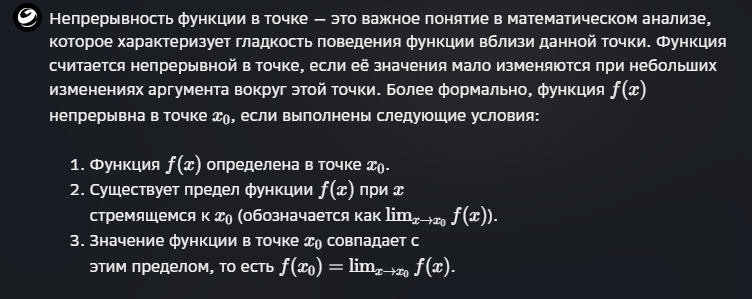 Непрерывность функции в точке — это важное понятие в математическом анализе,
которое характеризует гладкость поведения функции вблизи данной точки. Функция
считается непрерывной в точке, если её значения мало изменяются при небольших
изменениях аргумента вокруг этой точки. Более формально, функция f(x)
непрерывна в точке x₀, если выполнены следующие условия:
1. Функция f(x) определена в точке x₀.
2. Существует предел функции f(x) при x
стремящемся к x₀ (обозначается как lim_{x→x₀} f(x)).
3. Значение функции в точке x₀ совпадает с
этим пределом, то есть f(x₀) = lim_{x→x₀} f(x).